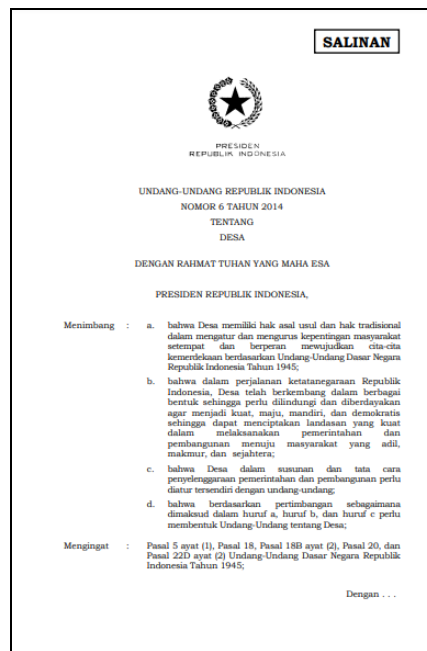 SALINAN
PRESIDEN
REPUBLIK INDONESIA
UNDANG-UNDANG REPUBLIK INDONESIA
NOMOR 6 TAHUN 2014
TENTANG
DESA
DENGAN RAHMAT TUHAN YANG MAHA ESA
PRESIDEN REPUBLIK INDONESIA,
Menimbang : a. bahwa Desa memiliki hak asal usul dan hak tradisional
dalam mengatur dan mengurus kepentingan masyarakat
setempat dan berperan mewujudkan cita-cita
kemerdekaan berdasarkan Undang-Undang Dasar Negara
Republik Indonesia Tahun 1945;
b. bahwa dalam perjalanan ketatanegaraan Republik
Indonesia, Desa telah berkembang dalam berbagai
bentuk sehingga perlu dilindungi dan diberdayakan
agar menjadi kuat, maju, mandiri, dan demokratis
sehingga dapat menciptakan landasan yang kuat
dalam melaksanakan pemerintahan dan
pembangunan menuju masyarakat yang adil,
makmur, dan sejahtera;
c. bahwa Desa dalam susunan dan tata cara
penyelenggaraan pemerintahan dan pembangunan perlu
diatur tersendiri dengan undang-undang;
d. bahwa berdasarkan pertimbangan sebagaimana
dimaksud dalam huruf a, huruf b, dan huruf c perlu
membentuk Undang-Undang tentang Desa;
Mengingat : Pasal 5 ayat (1), Pasal 18, Pasal 18B ayat (2), Pasal 20, dan
Pasal 22D ayat (2) Undang-Undang Dasar Negara Republik
Indonesia Tahun 1945;
Dengan . . .